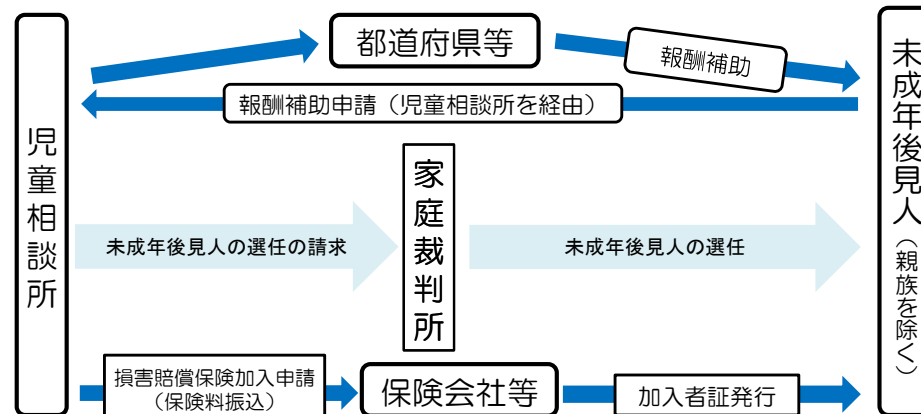 児童相談所
都道府県等
報酬補助
報酬補助申請（児童相談所を経由）
家庭裁判所
未成年後見人の選任の請求
未成年後見人の選任
損害賠償保険加入申請
（保険料振込）
保険会社等
加入者証発行
未成年後見人（親族を除く）